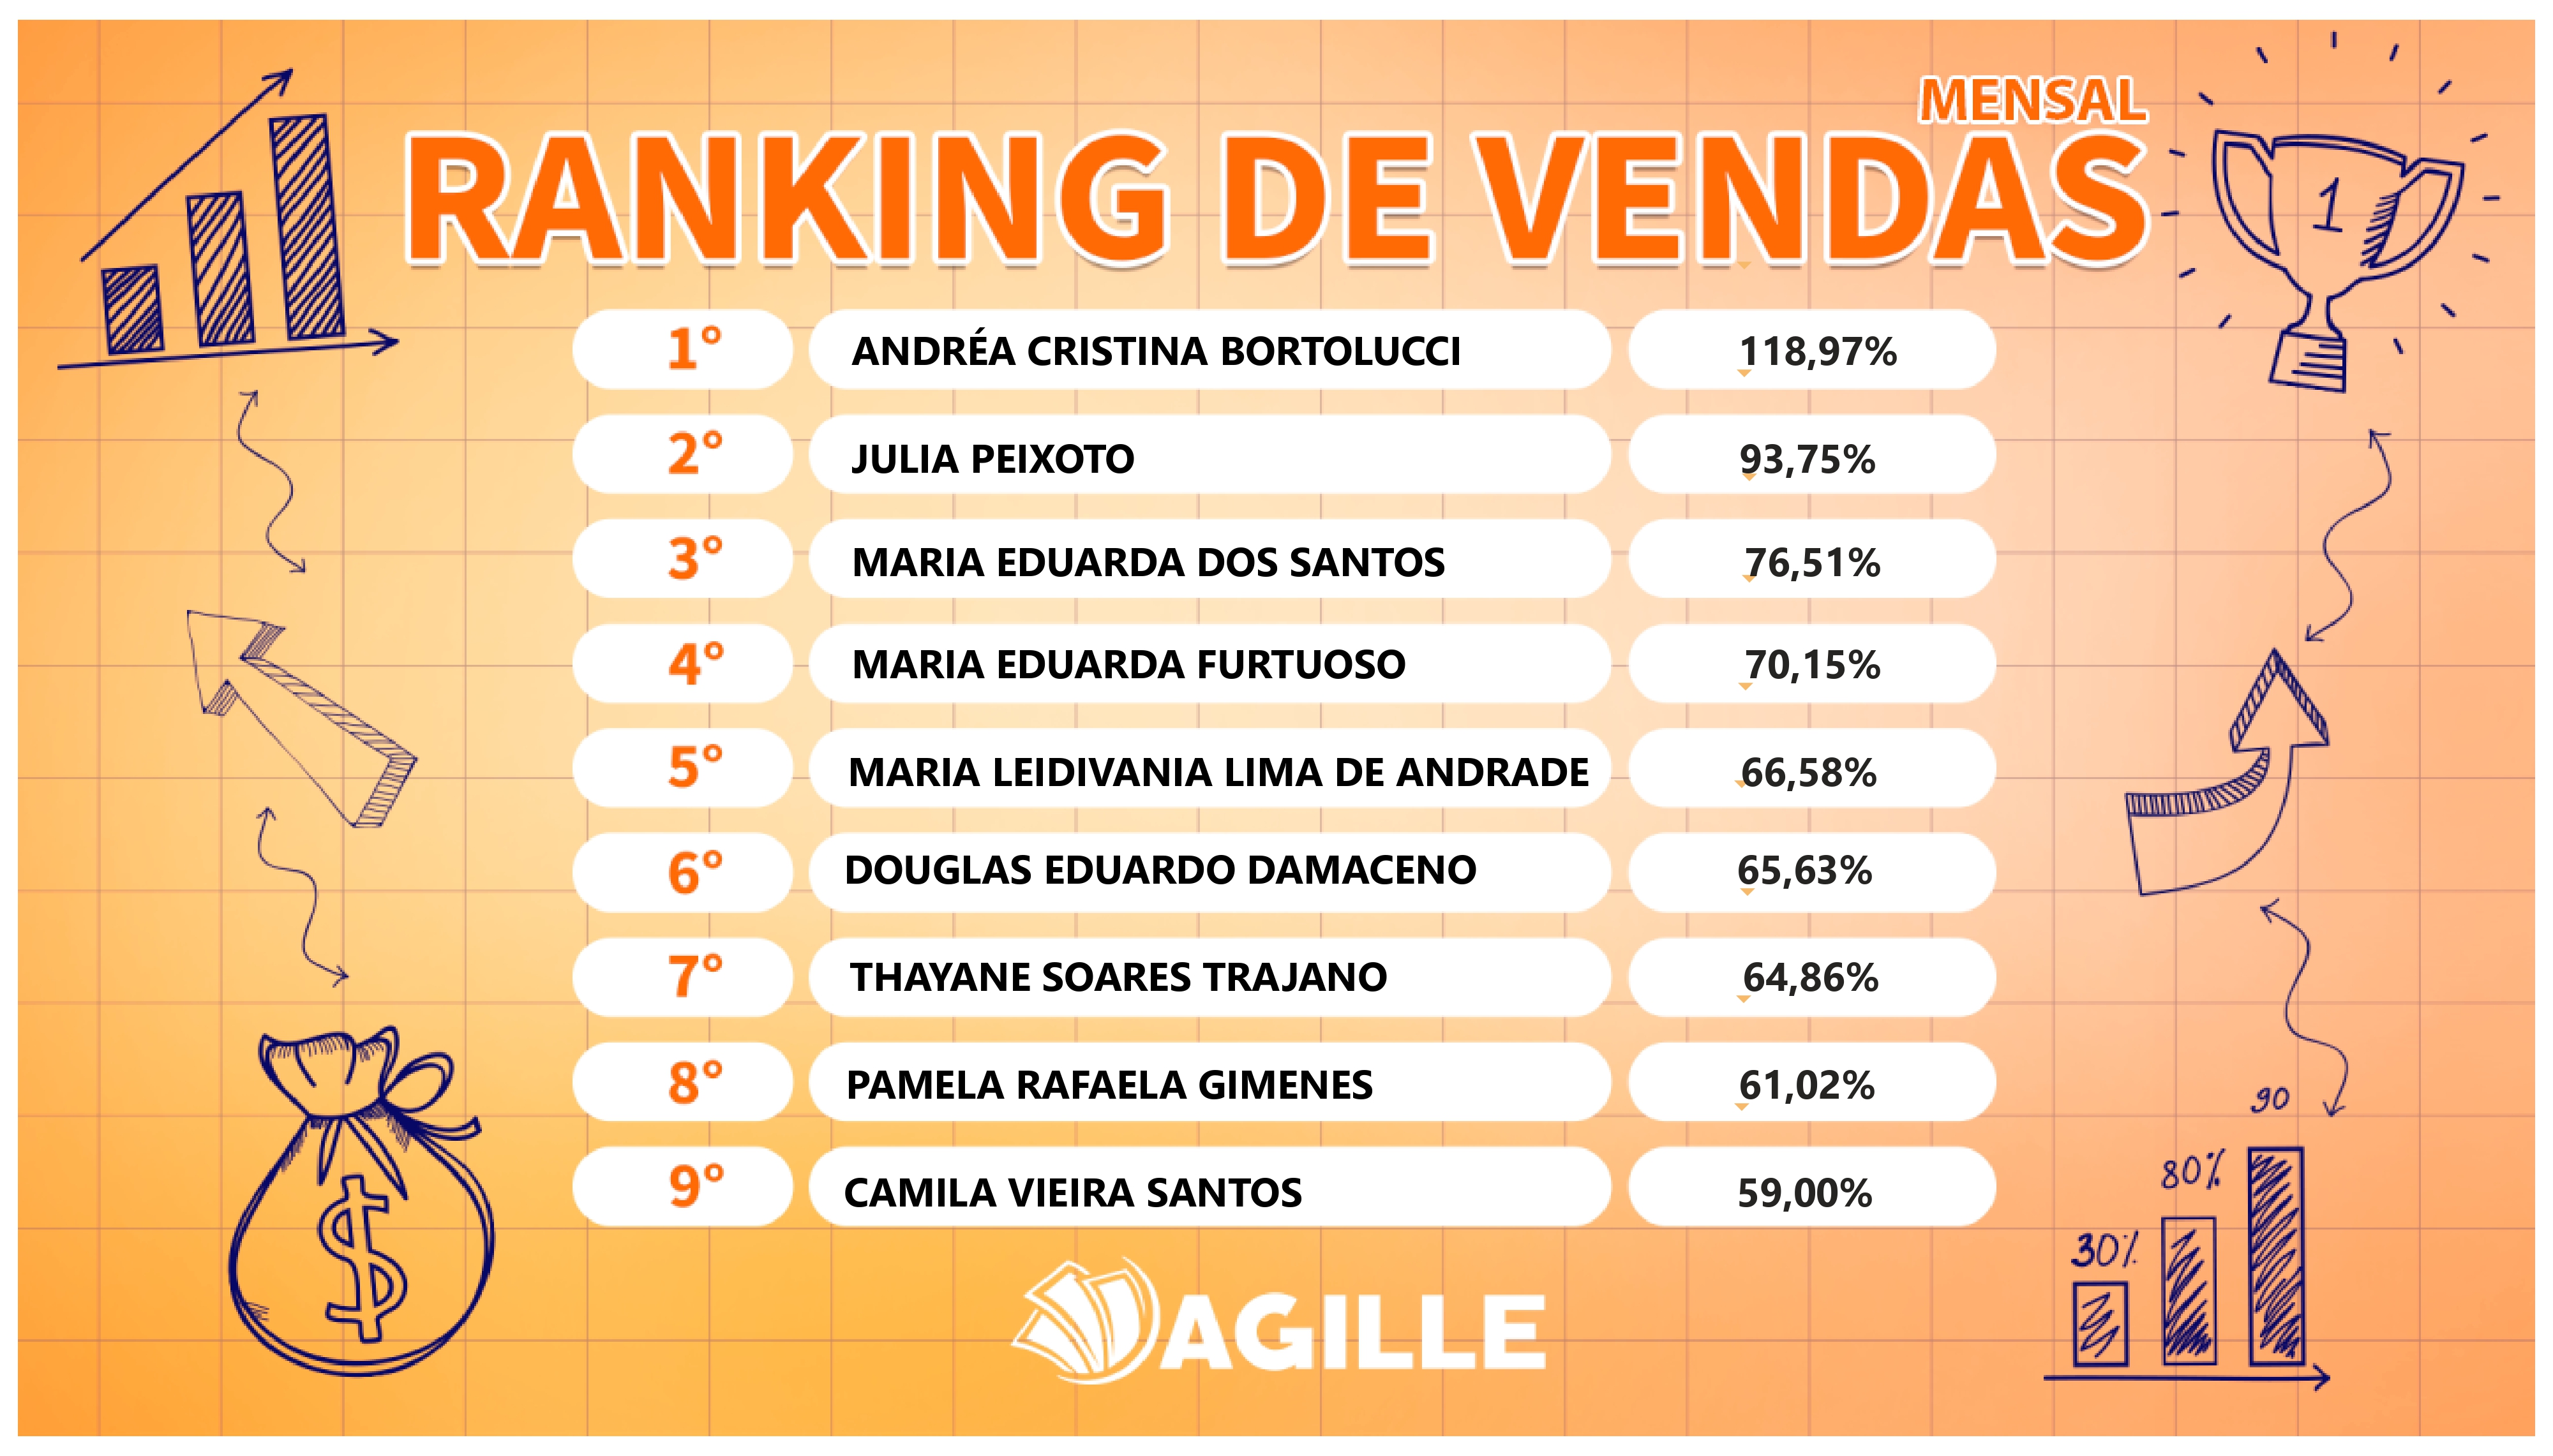 MENSAL
RANKING DE VENDAS
1
1° ANDRÉA CRISTINA BORTOLUCCI 118,97%
2° JULIA PEIXOTO 93,75%
3° MARIA EDUARDA DOS SANTOS 76,51%
4° MARIA EDUARDA FURTUOSO 70,15%
5° MARIA LEIDIVANIA LIMA DE ANDRADE 66,58%
6° DOUGLAS EDUARDO DAMACENO 65,63%
7° THAYANE SOARES TRAJANO 64,86%
8° PAMELA RAFAELA GIMENES 61,02%
9° CAMILA VIEIRA SANTOS 59,00%
$
30%
80%
90
AGILLE